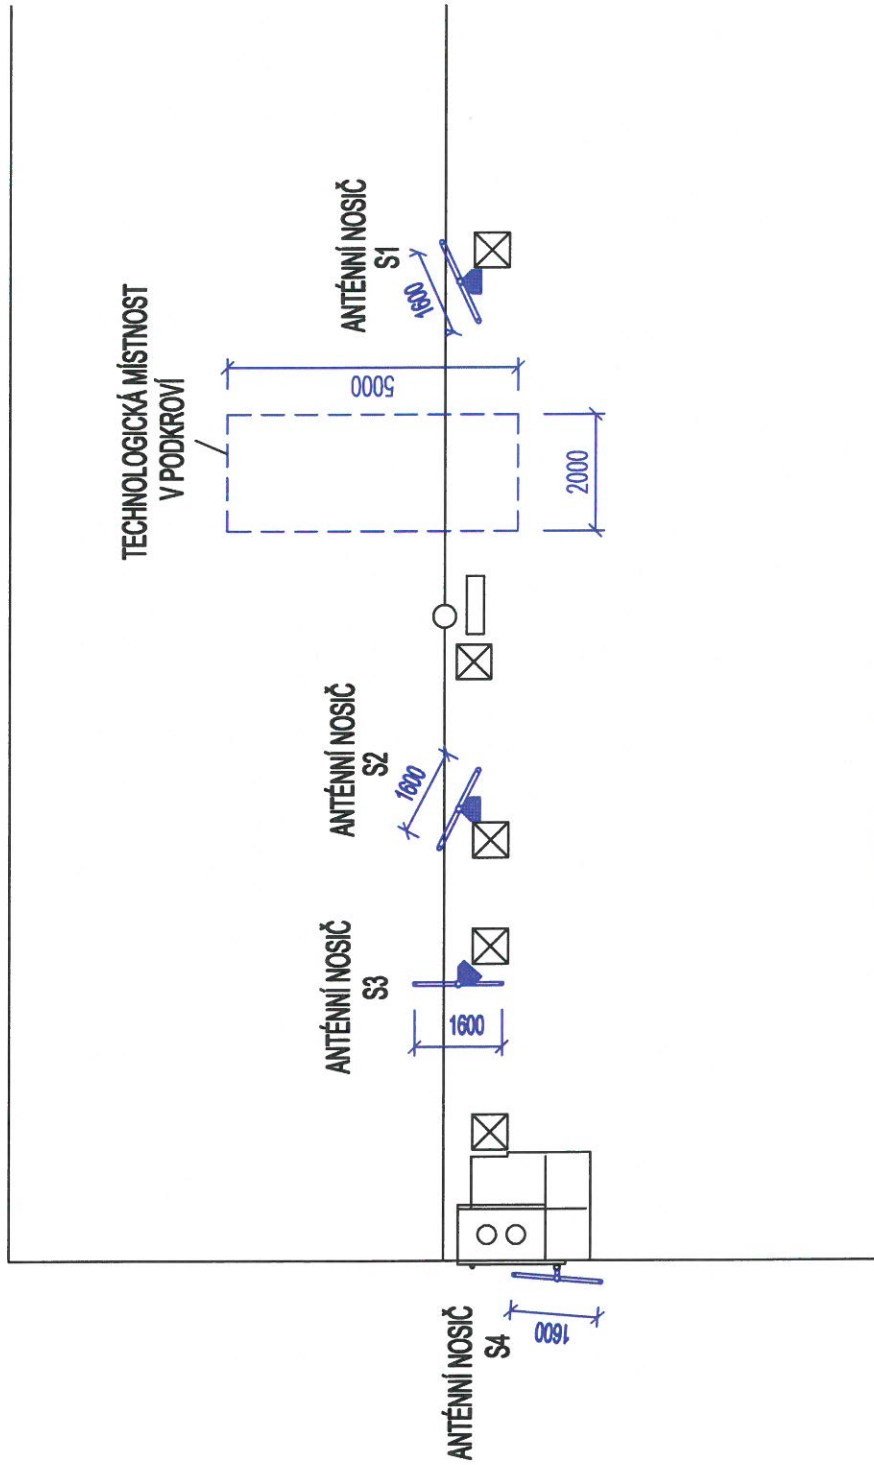 TECHNOLOGICKÁ MÍSTNOST
V PODKROVÍ
ANTÉNNÍ NOSIČ
S1
1600
5000
2000
ANTÉNNÍ NOSIČ
S2
1600
ANTÉNNÍ NOSIČ
S3
1600
ANTÉNNÍ NOSIČ
S4
1600